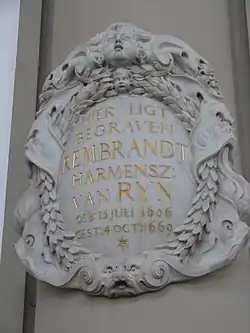 HIER LIGT
BEGRAVEN
REMBRANDT
HARMENSZ:
VAN RYN
GEB: 15 JULI 1606
GEST: 4 OCT: 1669